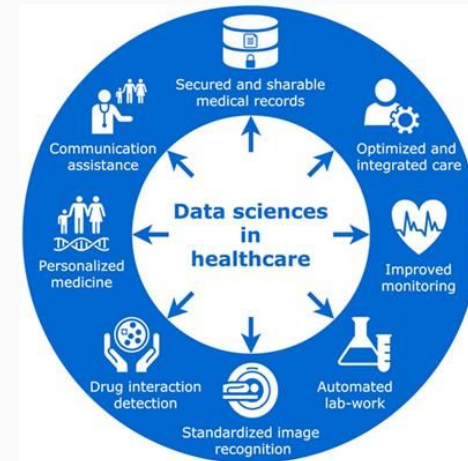 Data sciences
in
healthcare
Secured and sharable
medical records
Optimized and
integrated care
Improved
monitoring
Automated
lab-work
Standardized image
recognition
Drug interaction
detection
Personalized
medicine
Communication
assistance